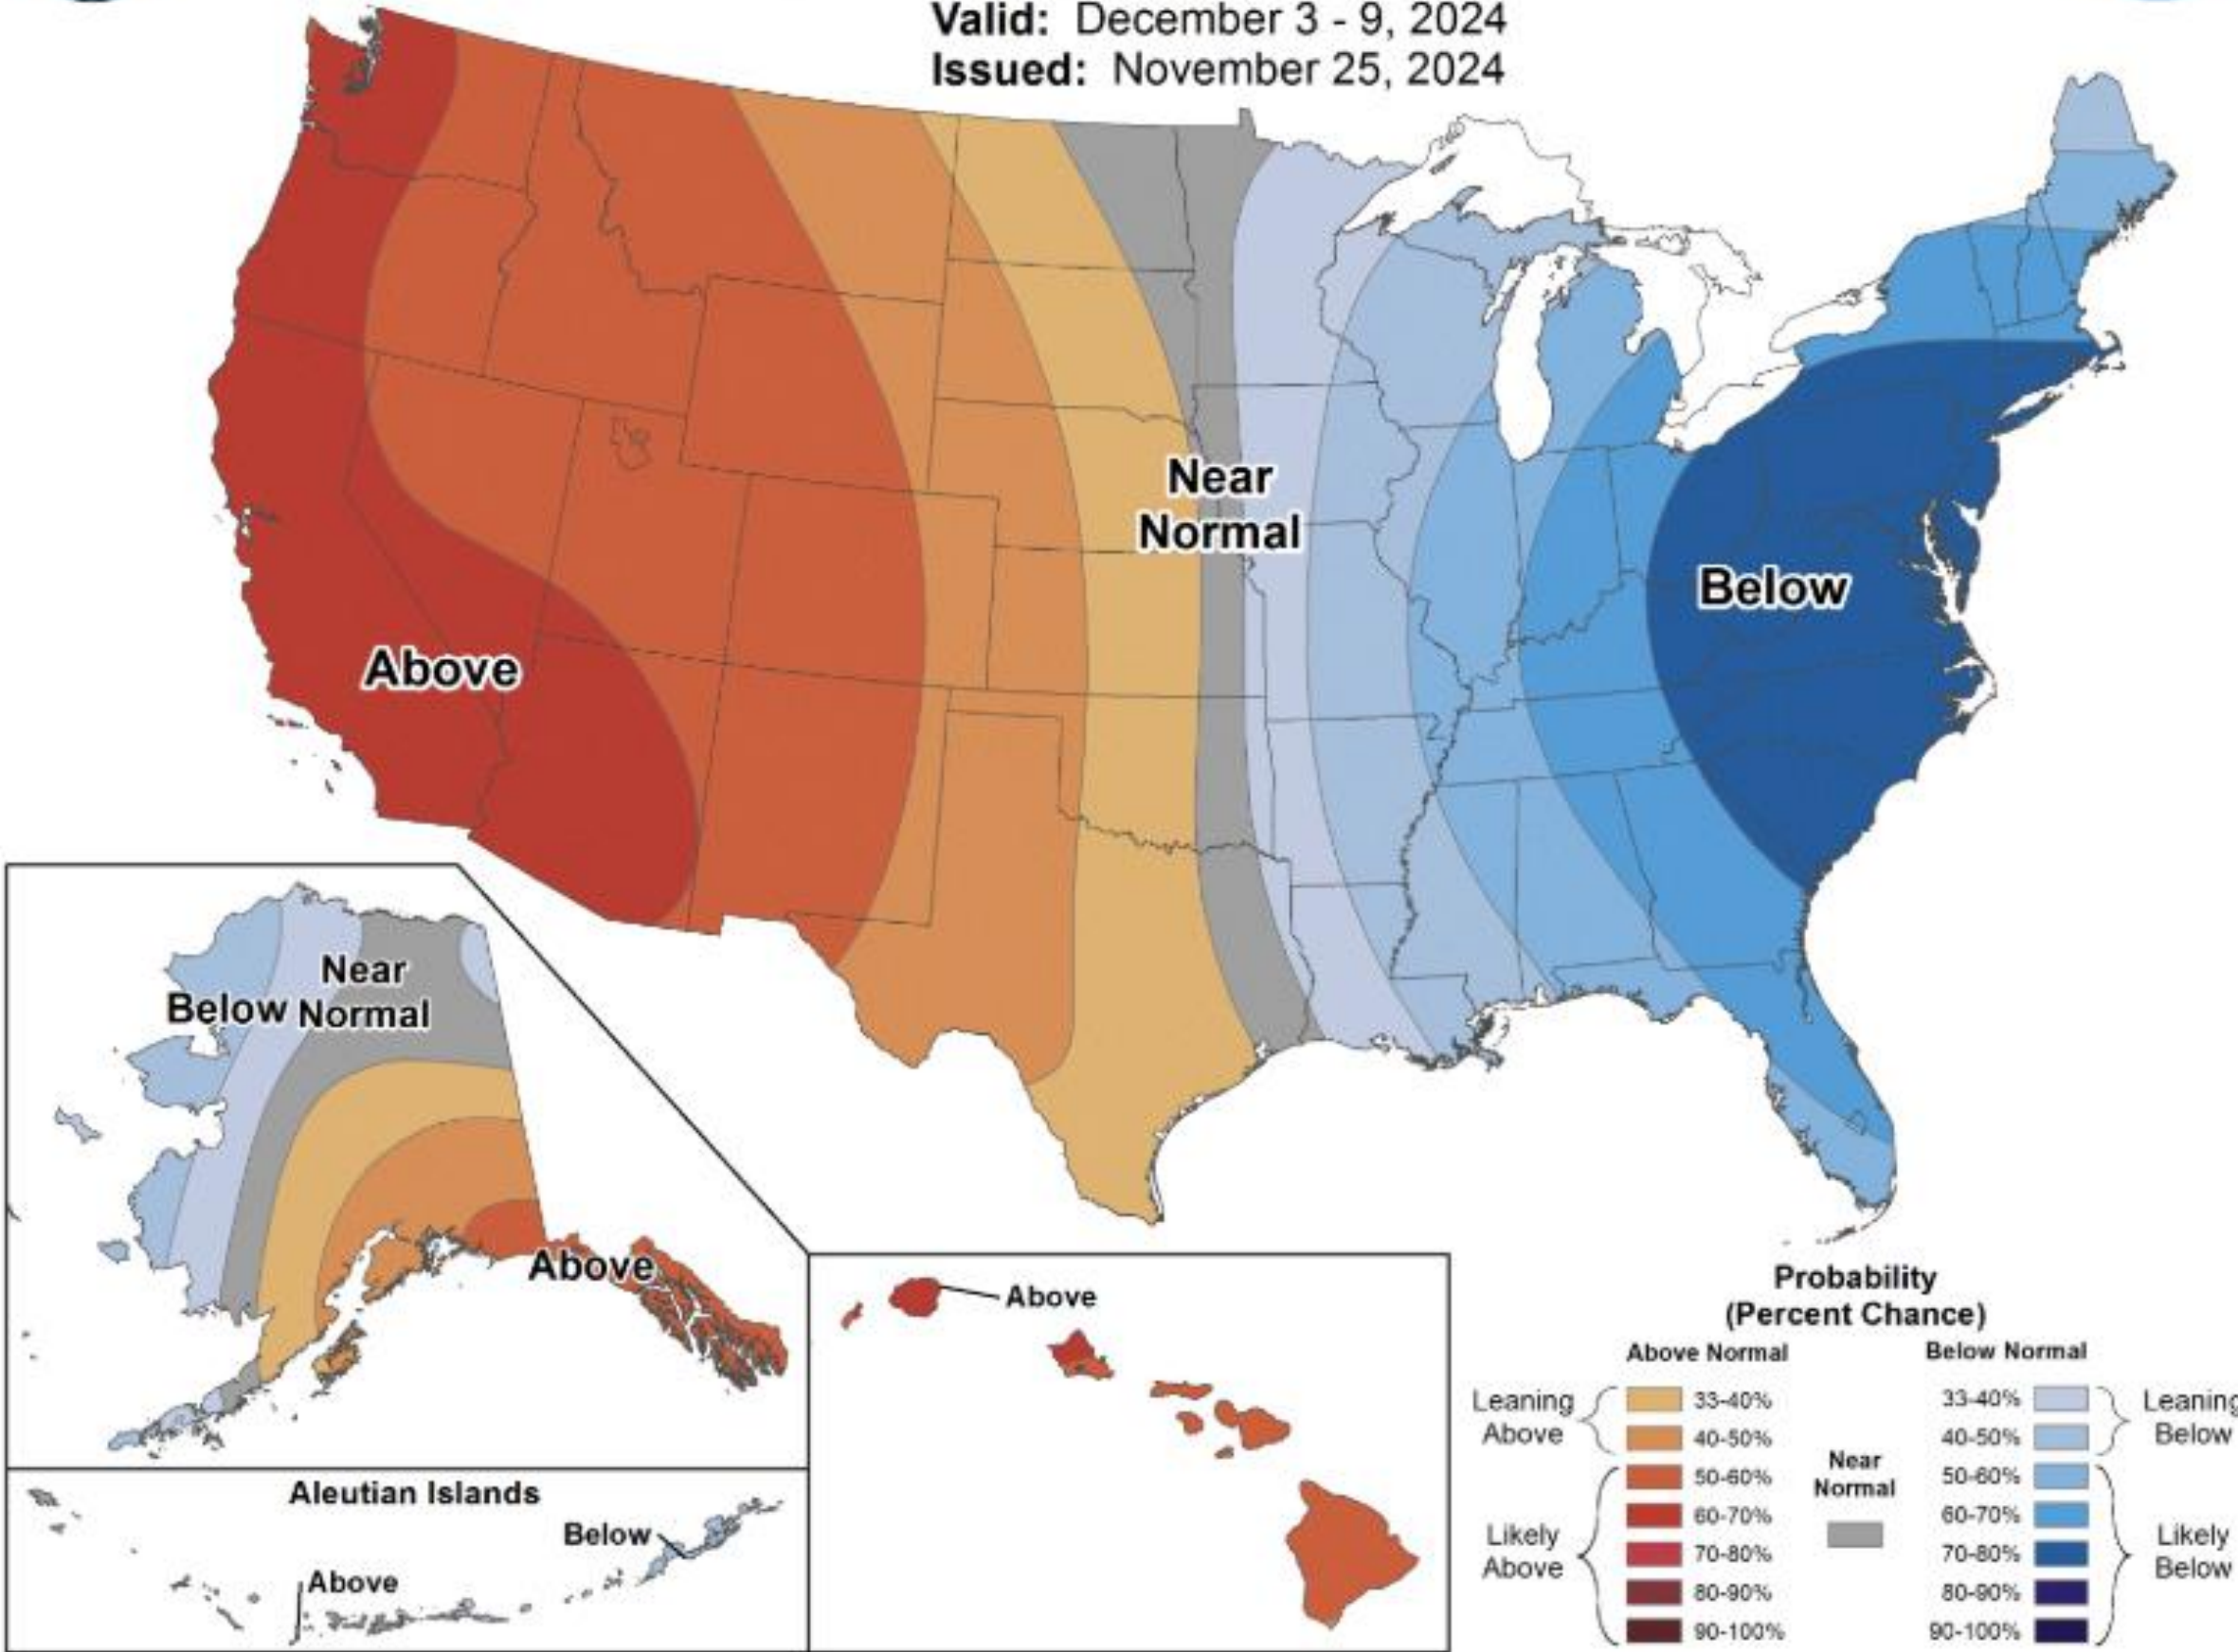 Valid: December 3 - 9, 2024
Issued: November 25, 2024
Near
Normal
Below
Above
Near
Below Normal
Above
Aleutian Islands
Below
Above
Above
Probability
(Percent Chance)
Above Normal
Below Normal
Leaning
Above
33-40%
40-50%
Likely
Above
50-60%
60-70%
70-80%
80-90%
90-100%
Near
Normal
33-40%
40-50%
Leaning
Below
50-60%
60-70%
70-80%
80-90%
90-100%
Likely
Below